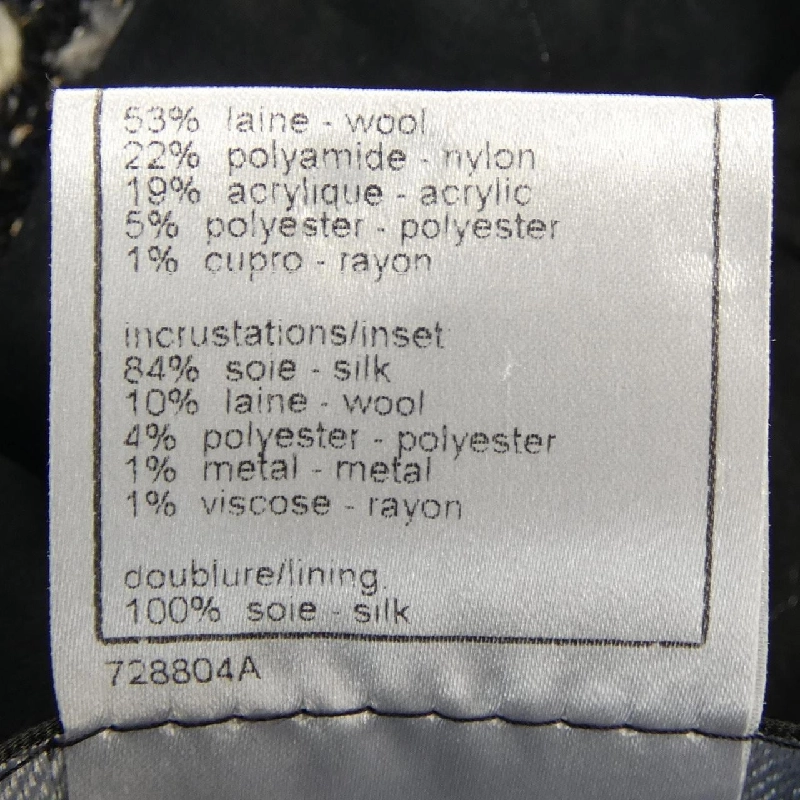 53% laine - wool
22% polyamide - nylon
19% acrylique - acrylic
5% polyester - polyester
1% cupro - rayon
incrustations/inset
84% soie - silk
10% laine - wool
4% polyester - polyester
1% metal - metal
1% viscose - rayon
doublure/lining
100% soie - silk
728804A